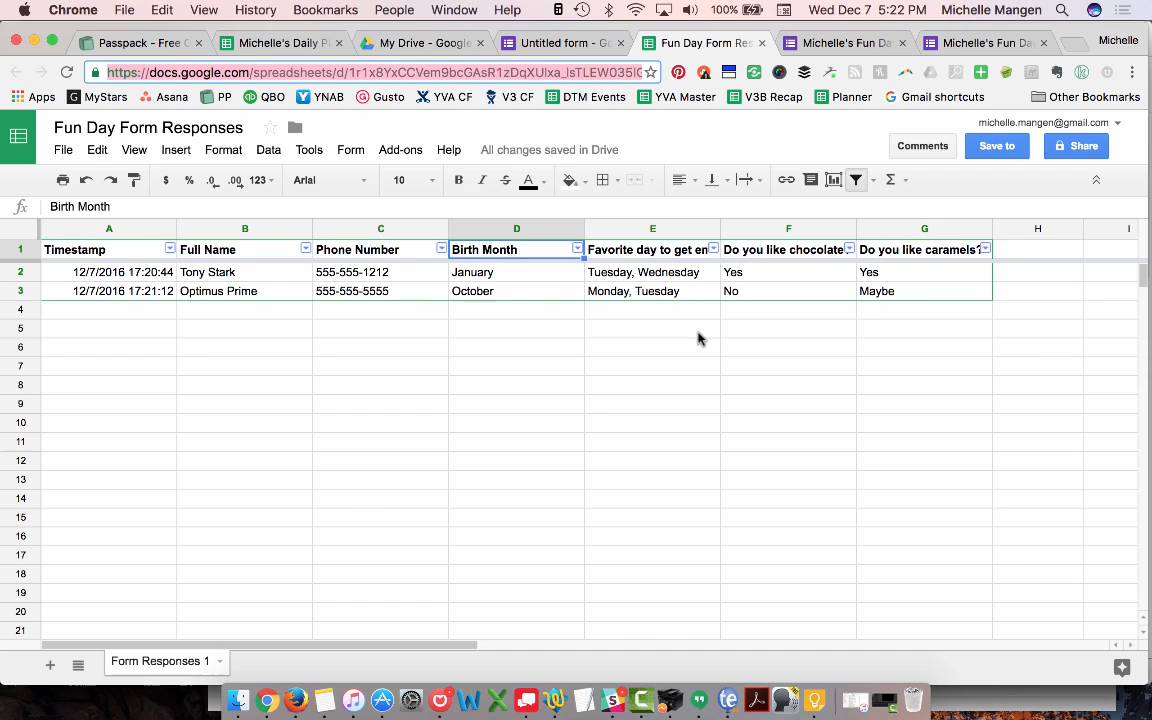 Chrome File Edit View History Bookmarks People Window Help 100% Wed Dec 7 5:22 PM Michelle Mangen
Passpack - Free O Michelle's Daily Pl My Drive - Google Untitled form - Go Fun Day Form Res Michelle's Fun Da Michelle's Fun Day Michelle
Apps MyStars Asana PP QBO YNAB Gusto YVA CF V3 CF DTM Events YVA Master V3B Recap Planner Gmail shortcuts Other Bookmarks
Fun Day Form Responses michelle.mangen@gmail.com
File Edit View Insert Format Data Tools Form Add-ons Help All changes saved in Drive Comments Save to Share
$ % .0 .00 123 Arial 10 B I S A Σ
fx Birth Month
A B C D E F G H I
1 Timestamp Full Name Phone Number Birth Month Favorite day to get en Do you like chocolate Do you like caramels?
2 12/7/2016 17:20:44 Tony Stark 555-555-1212 January Tuesday, Wednesday Yes Yes
3 12/7/2016 17:21:12 Optimus Prime 555-555-5555 October Monday, Tuesday No Maybe
4
5
6
7
8
9
10
11
12
13
14
15
16
17
18
19
20
21
+ Form Responses 1